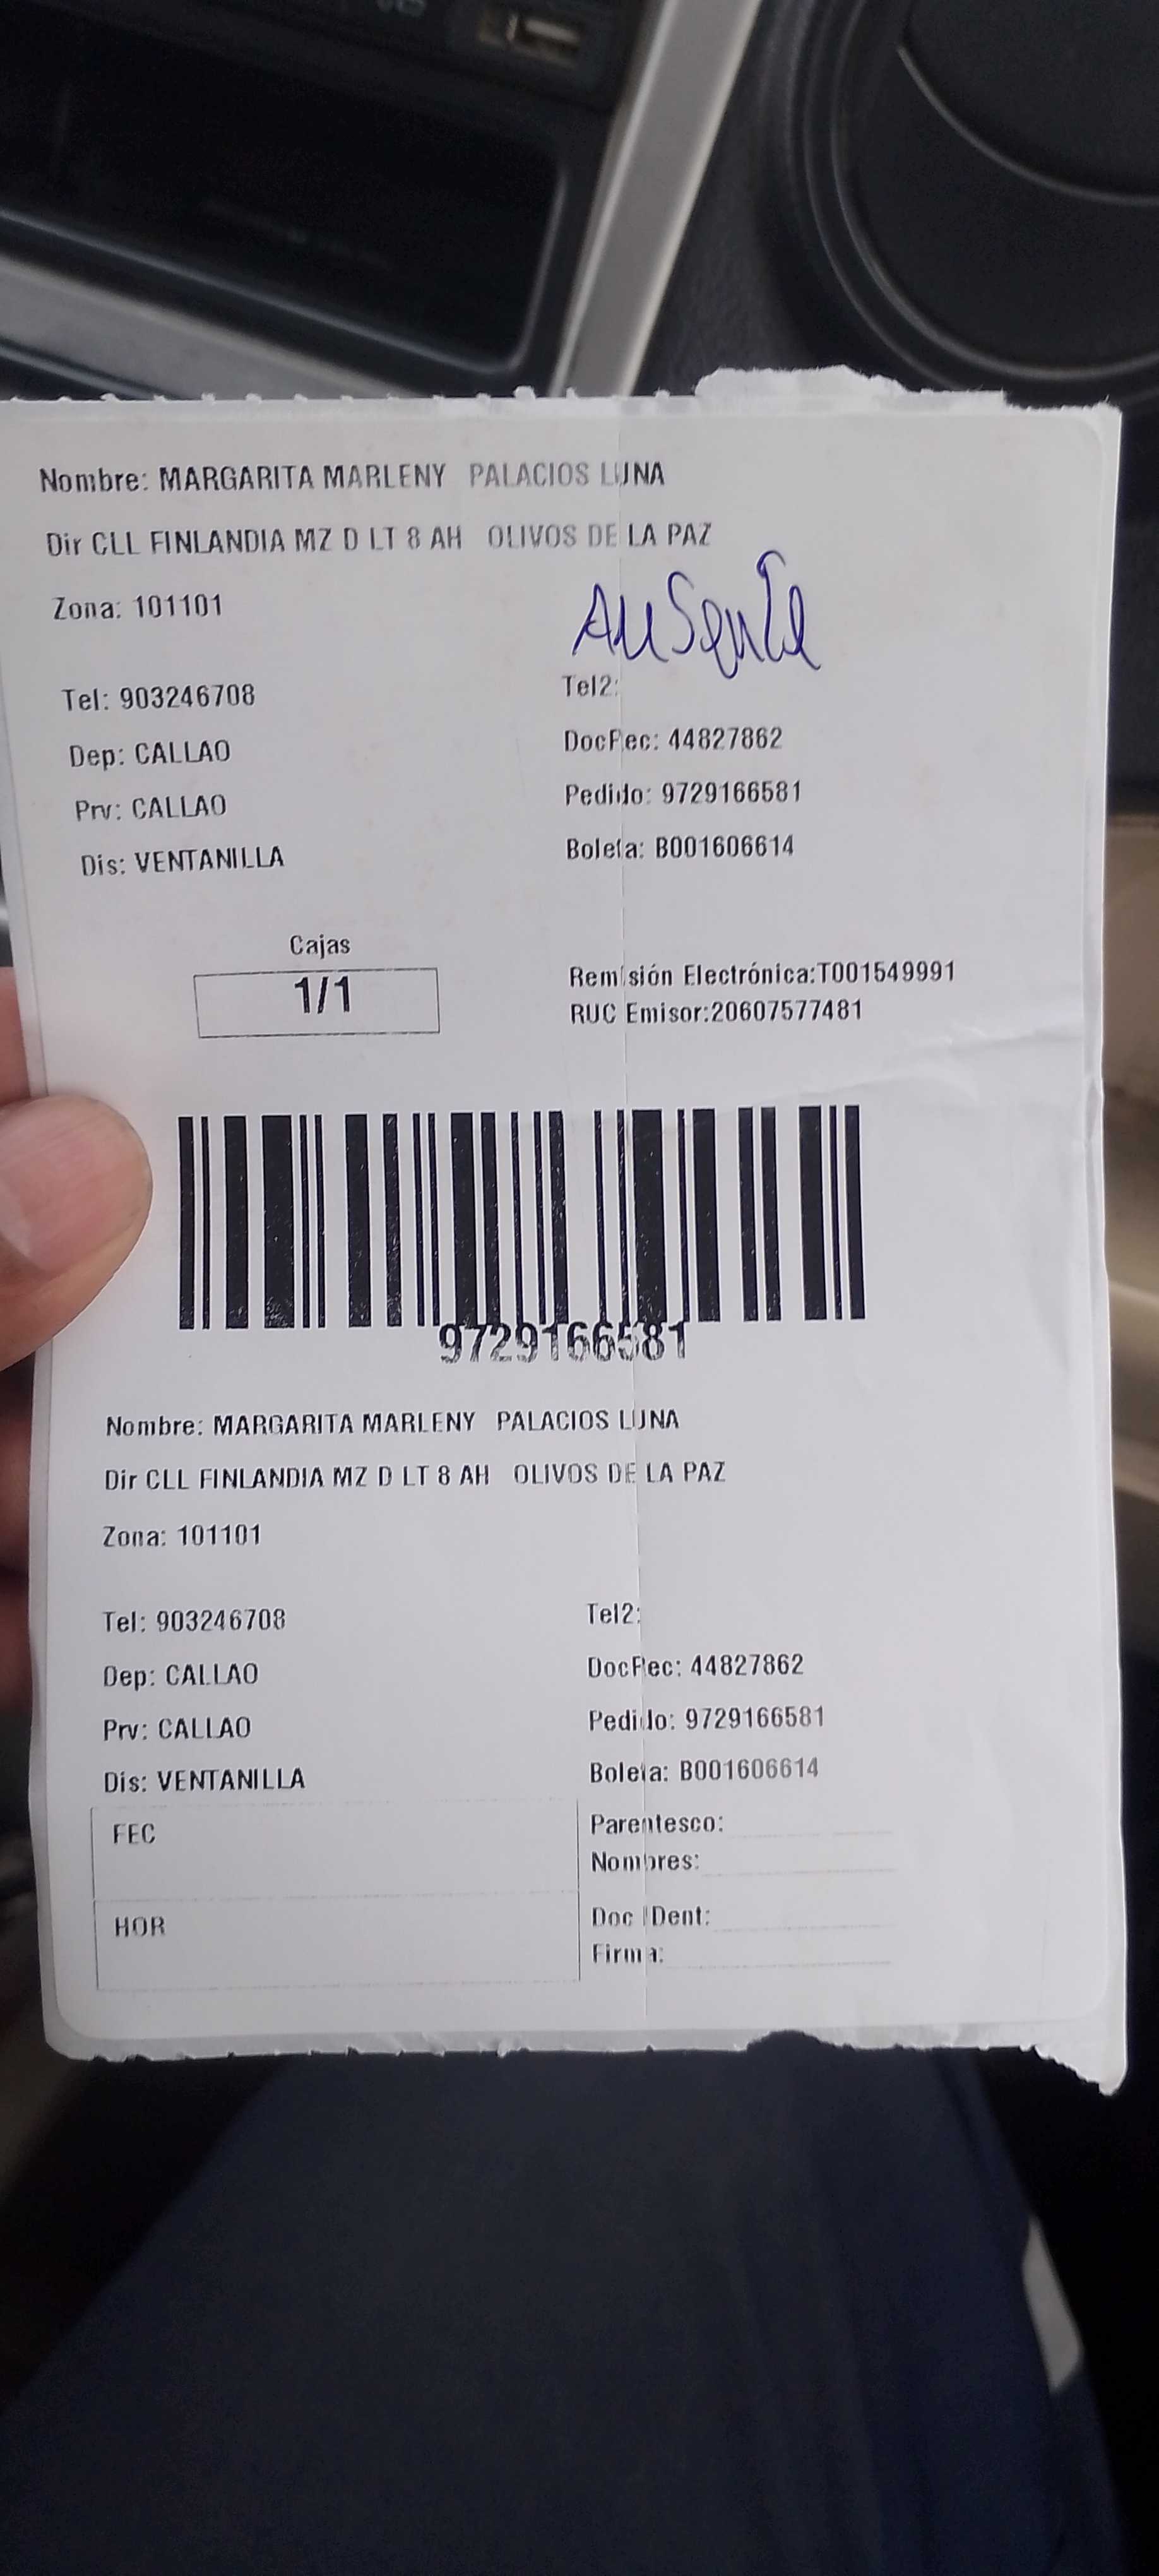 Nombre: MARGARITA MARLENY PALACIOS LUNA
Dir CLL FINLANDIA MZ D LT 8 AH OLIVOS DE LA PAZ
Zona: 101101
Ausente
Tel: 903246708 Tel2:
Dep: CALLAO DocRec: 44827862
Prv: CALLAO Pedido: 9729166581
Dis: VENTANILLA Boleta: B001606614
Cajas
1/1
Remisión Electrónica:T001549991
RUC Emisor:20607577481
9729166581
Nombre: MARGARITA MARLENY PALACIOS LUNA
Dir CLL FINLANDIA MZ D LT 8 AH OLIVOS DE LA PAZ
Zona: 101101
Tel: 903246708 Tel2:
Dep: CALLAO DocRec: 44827862
Prv: CALLAO Pedido: 9729166581
Dis: VENTANILLA Boleta: B001606614
FEC Parentesco:
Nombres:
HOR Doc IDent:
Firma: